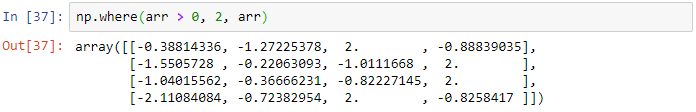 In [37]: np.where(arr > 0, 2, arr)
Out[37]: array([[-0.38814336, -1.27225378,  2.        , -0.88839035],
       [-1.5505728 , -0.22063093, -1.0111668 ,  2.        ],
       [-1.04015562, -0.36666231, -0.82227145,  2.        ],
       [-2.11084084, -0.72382954,  2.        , -0.8258417 ]])